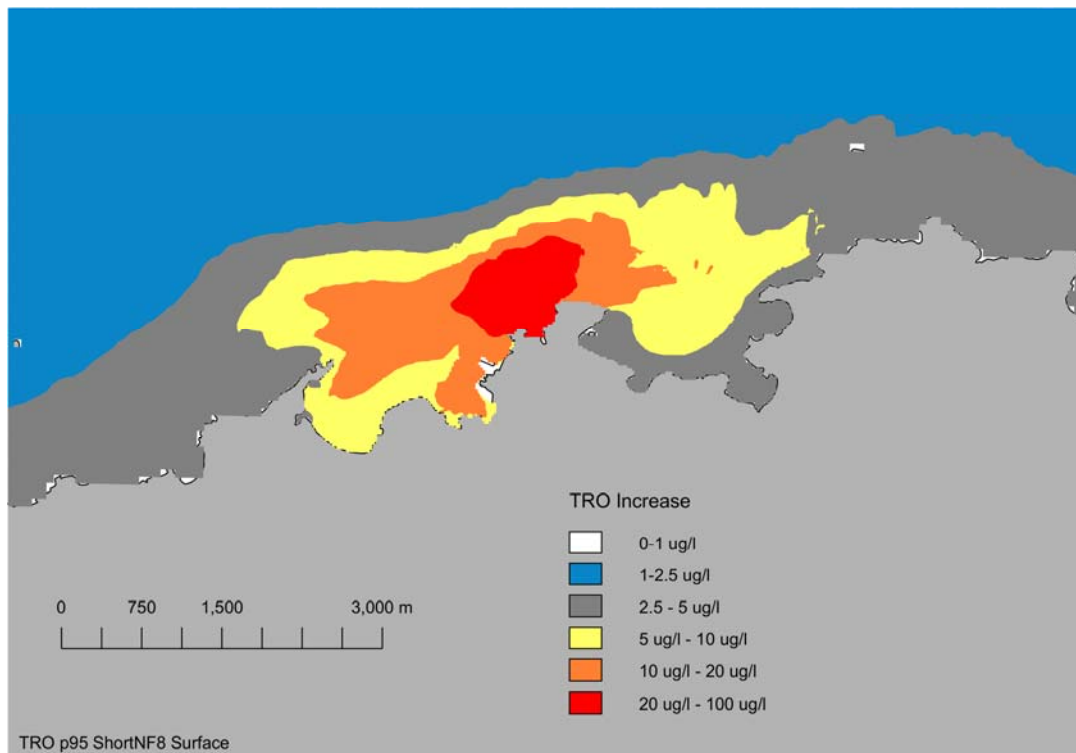 TRO Increase
0-1 ug/l
1-2.5 ug/l
2.5 - 5 ug/l
5 ug/l - 10 ug/l
10 ug/l - 20 ug/l
20 ug/l - 100 ug/l
0 750 1,500 3,000 m
TRO p95 ShortNF8 Surface